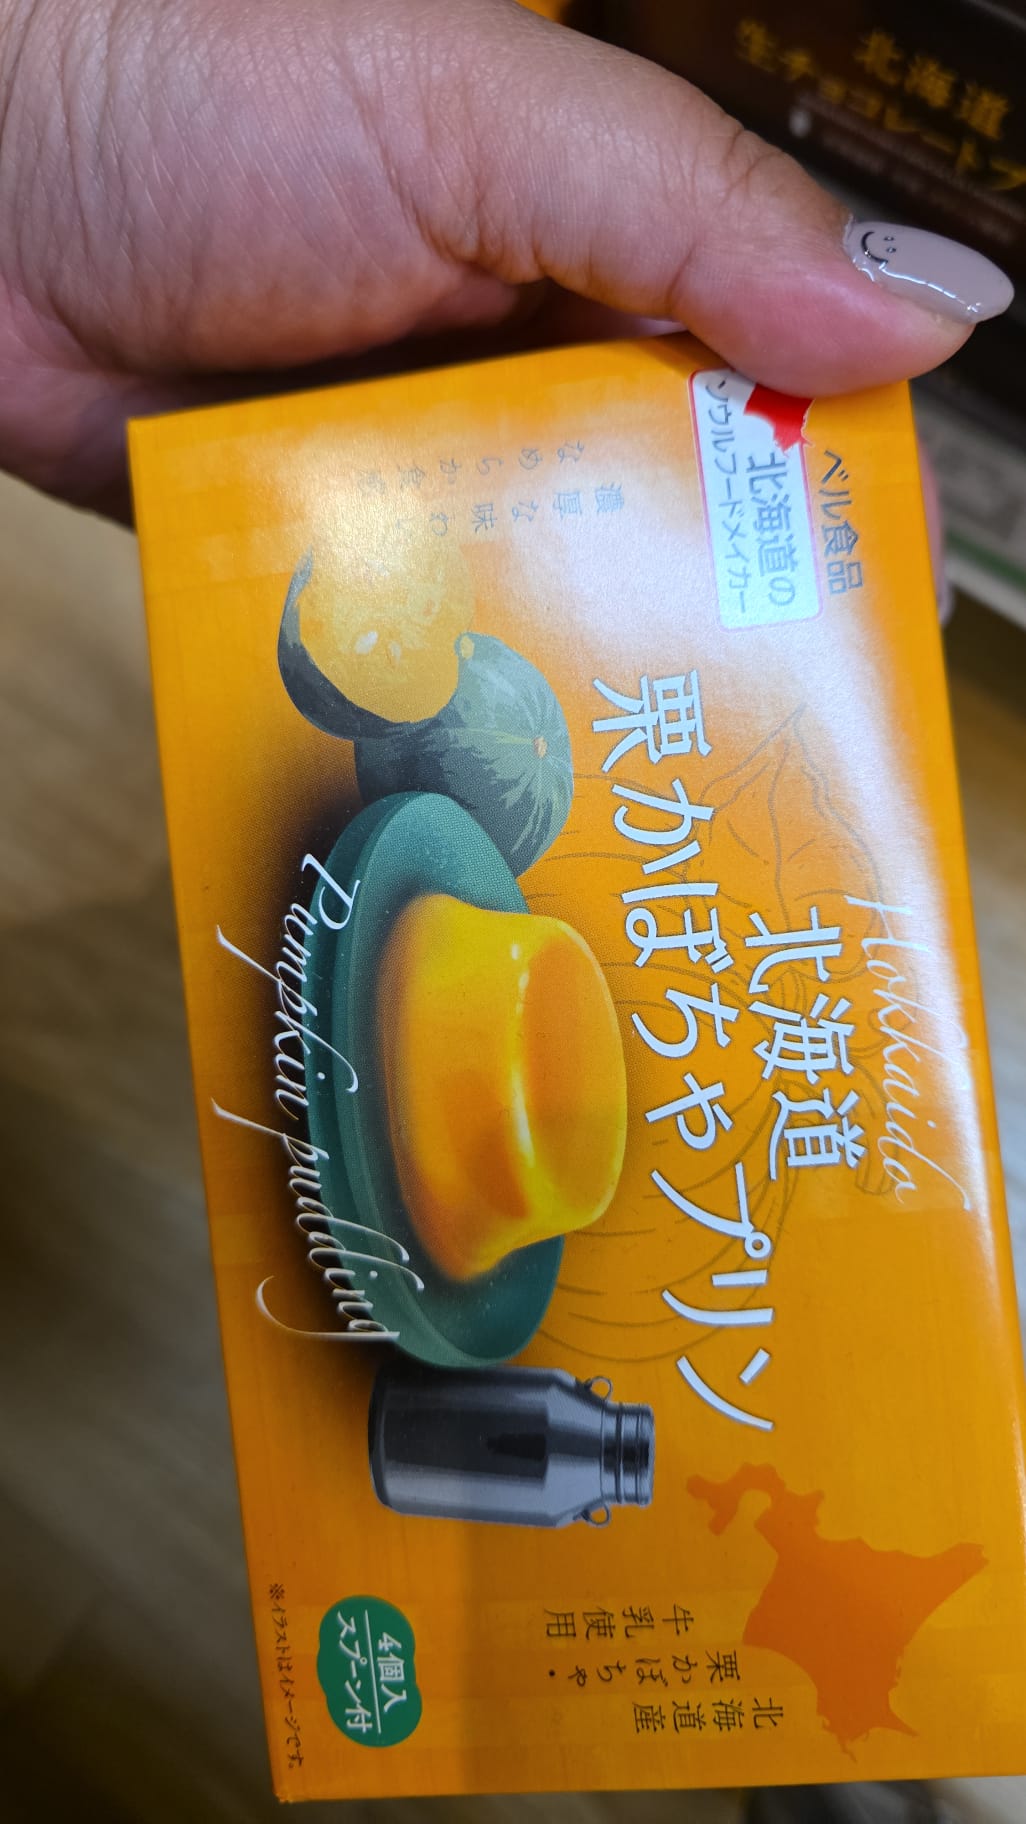 北海道
生チョコレートプ
ベル食品
北海道の
ソウルフードメイカー
Hokkaido
北海道
栗かぼちゃプリン
濃厚な味わい
なめらか食感
Pumpkin pudding
北海道産
栗かぼちゃ・
牛乳使用
4個入
スプーン付
※イラストはイメージです。